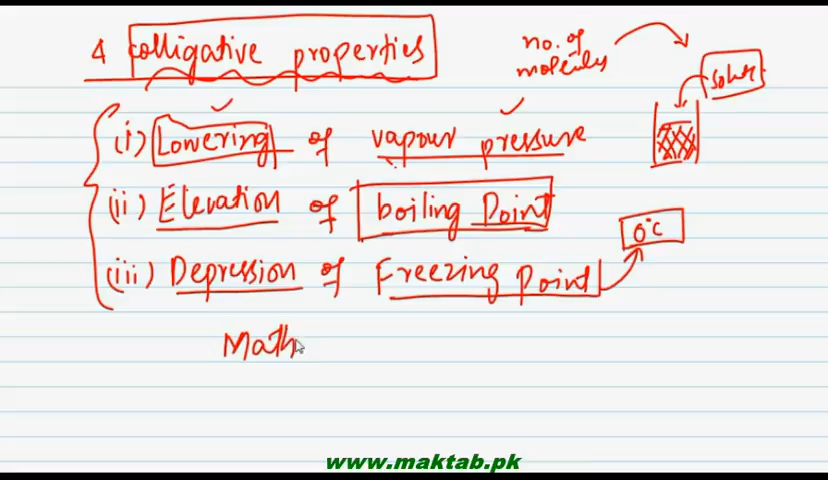 4 colligative properties
no. of
molecules
solute
(i) Lowering of vapour pressure
(ii) Elevation of boiling Point
0°C
(iii) Depression of Freezing Point
Math
www.maktab.pk